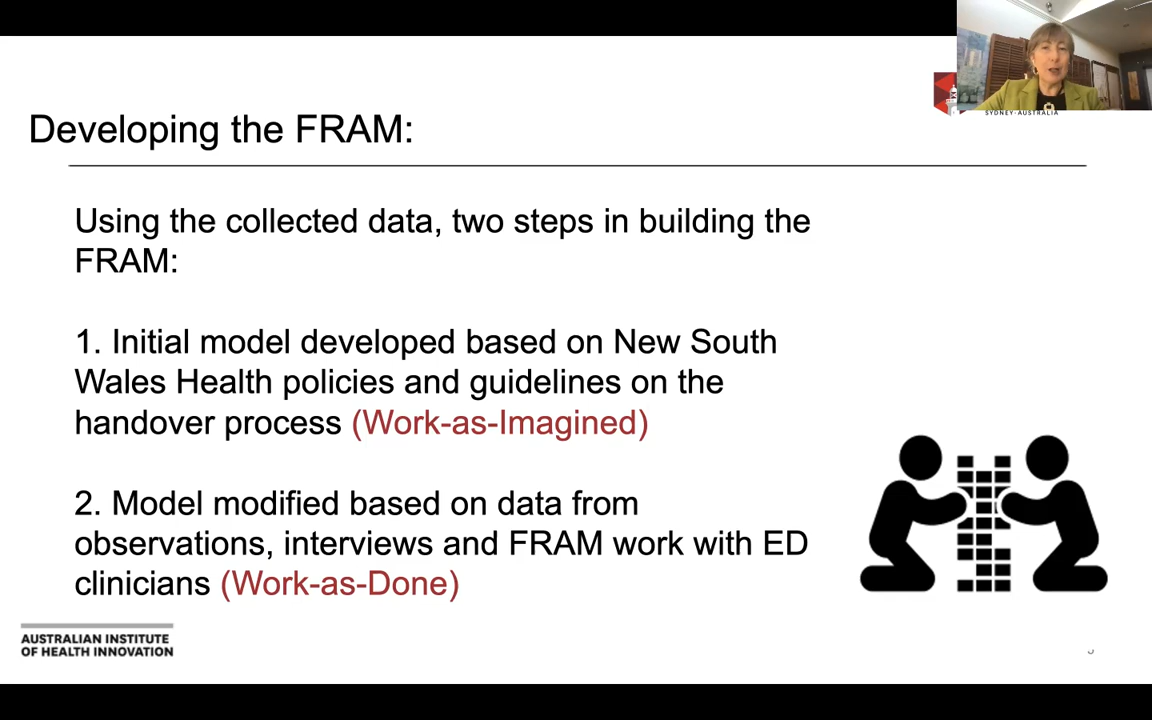 SYDNEY-AUSTRALIA
Developing the FRAM:
Using the collected data, two steps in building the
FRAM:
1. Initial model developed based on New South
Wales Health policies and guidelines on the
handover process (Work-as-Imagined)
2. Model modified based on data from
observations, interviews and FRAM work with ED
clinicians (Work-as-Done)
AUSTRALIAN INSTITUTE
OF HEALTH INNOVATION